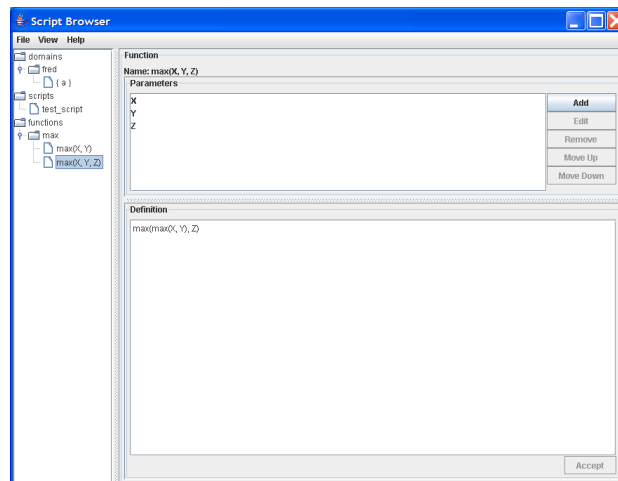 Script Browser
File View Help
domains
fred
{ a }
scripts
test_script
functions
max
max(X, Y)
max(X, Y, Z)
Function
Name: max(X, Y, Z)
Parameters
X
Y
Z
Add
Edit
Remove
Move Up
Move Down
Definition
max(max(X, Y), Z)
Accept